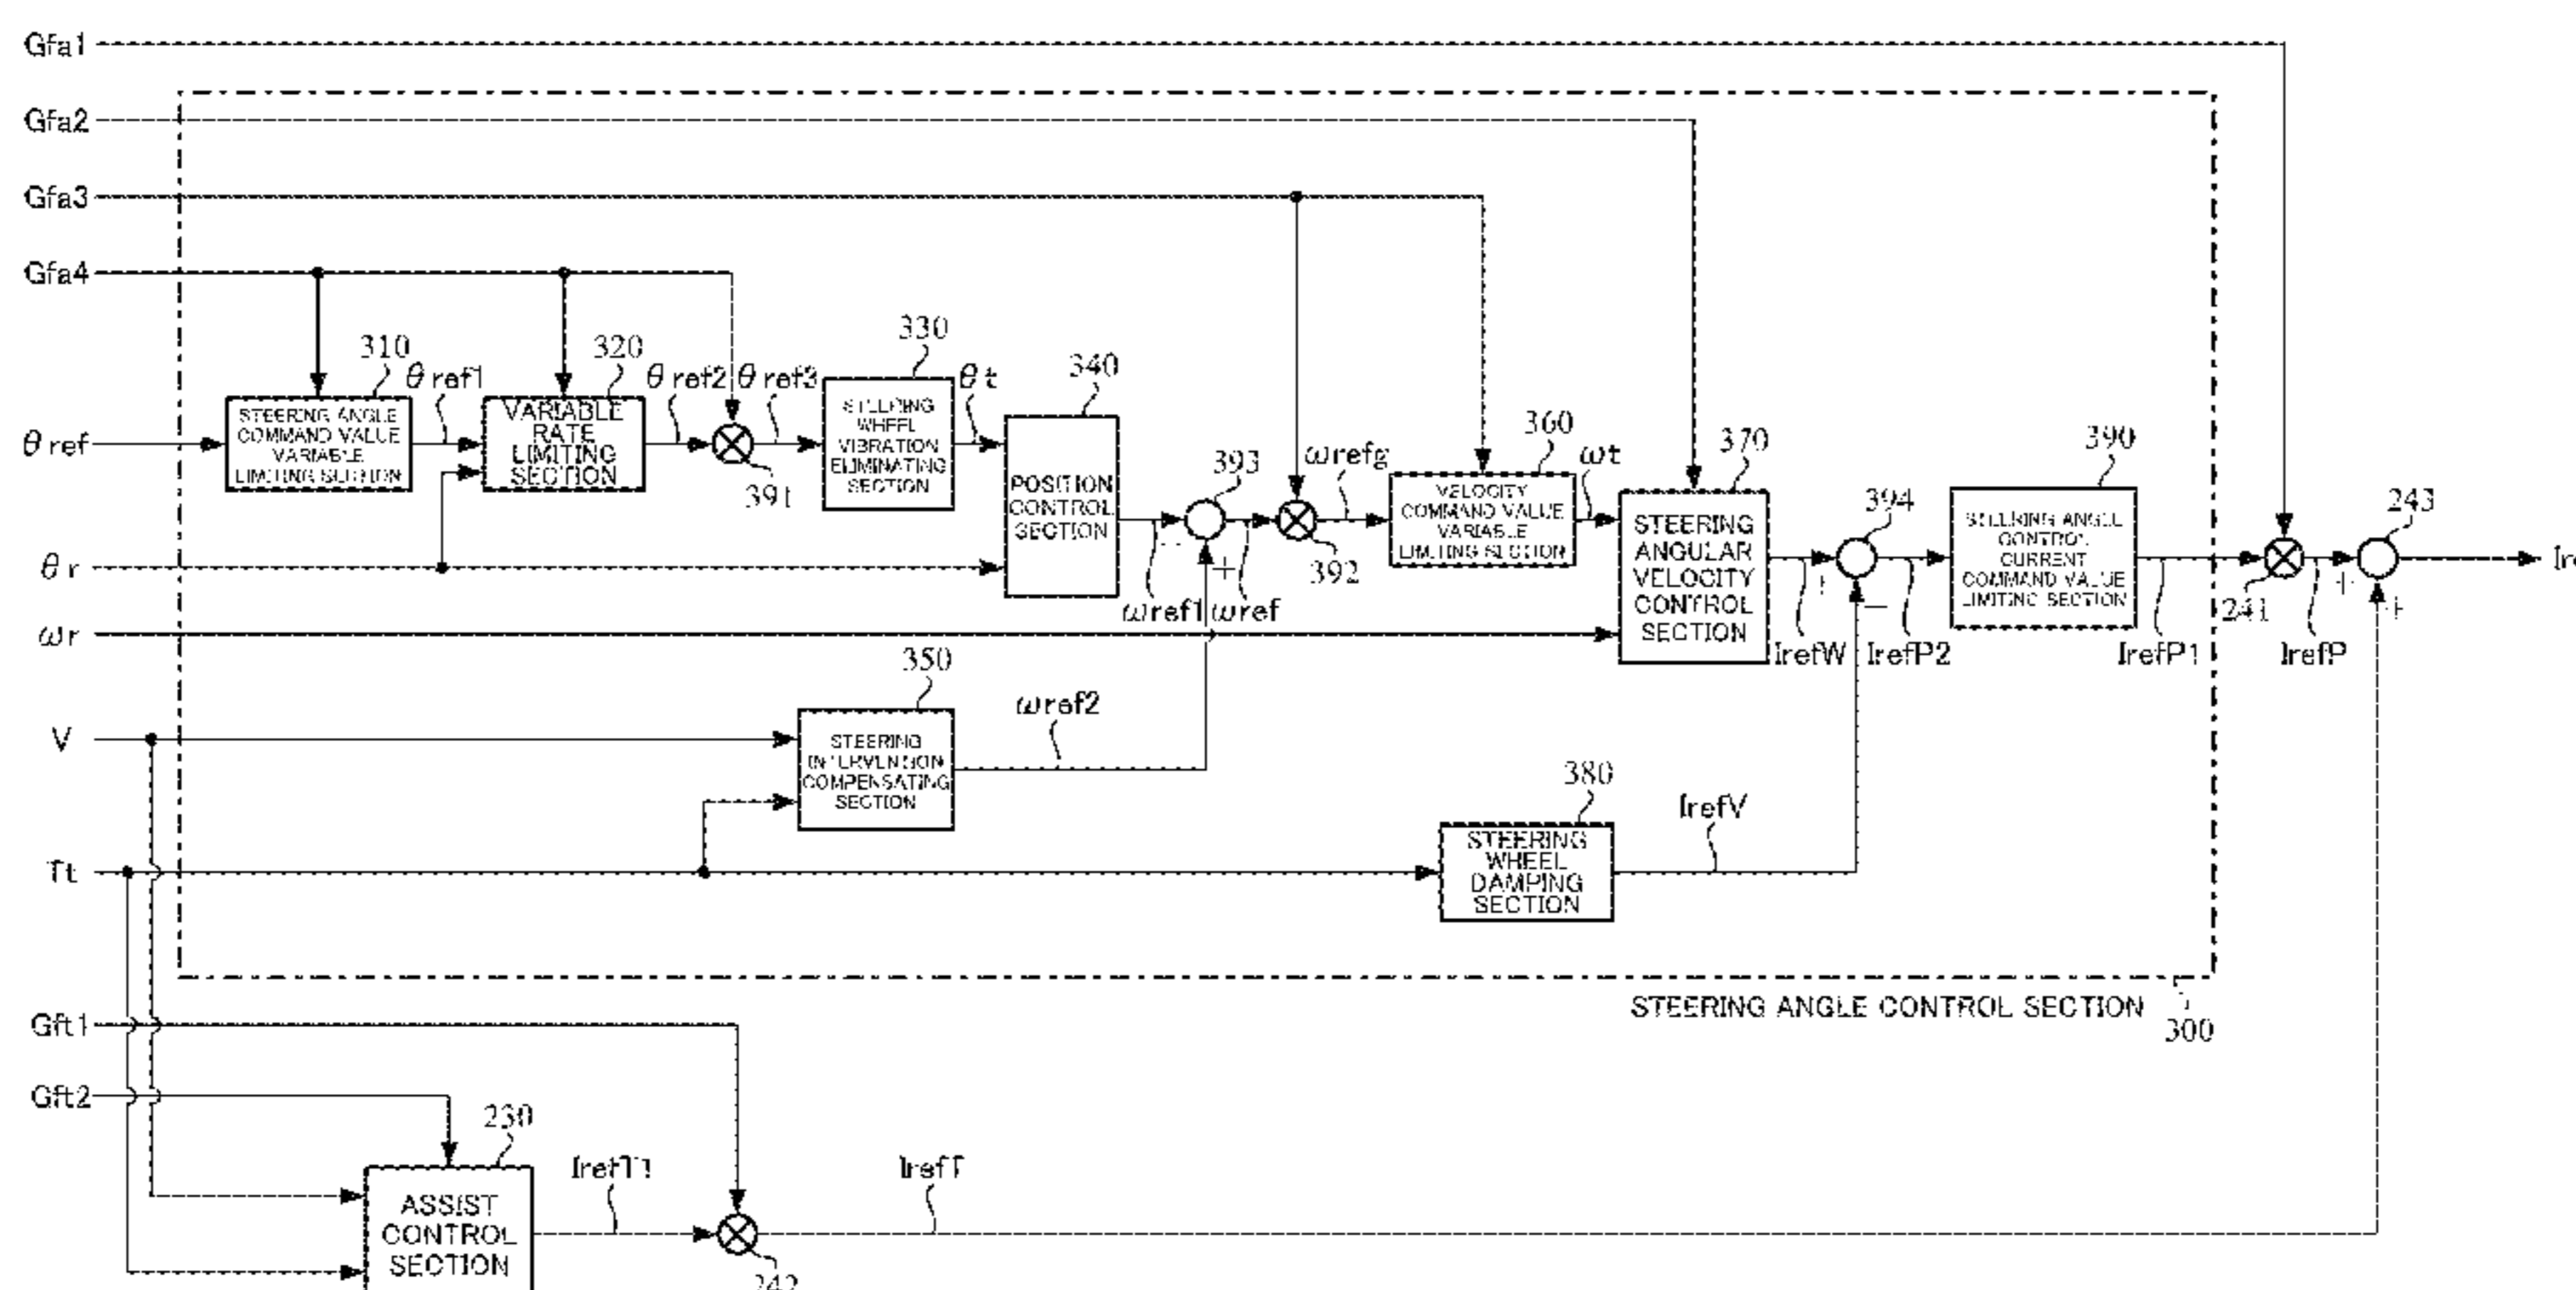 Gfa1
Gfa2
Gfa3
Gfa4
310
θref1
320
θref2
θref3
330
θt
340
θref
STEERING ANGLE
COMMAND VALUE
VARIABLE
LIMITING SECTION
VARIABLE
RATE
LIMITING
SECTION
391
STEERING
WHEEL
VIBRATION
ELIMINATING
SECTION
POSITION
CONTROL
SECTION
393
ωrefg
392
360
VELOCITY
COMMAND VALUE
VARIABLE
LIMITING SECTION
ωt
370
STEERING
ANGULAR
VELOCITY
CONTROL
SECTION
394
390
STEERING ANGLE
CONTROL
CURRENT
COMMAND VALUE
LIMITING SECTION
241
243
θr
+
ωref1
ωref
+
−
+
+
ωr
IrefW
IrefP2
IrefP1
IrefP
350
V
STEERING
INTERVENTION
COMPENSATING
SECTION
ωref2
380
Tt
STEERING
WHEEL
DAMPING
SECTION
IrefV
STEERING ANGLE CONTROL SECTION
300
Gft1
Gft2
230
ASSIST
CONTROL
SECTION
IrefT1
IrefT
242